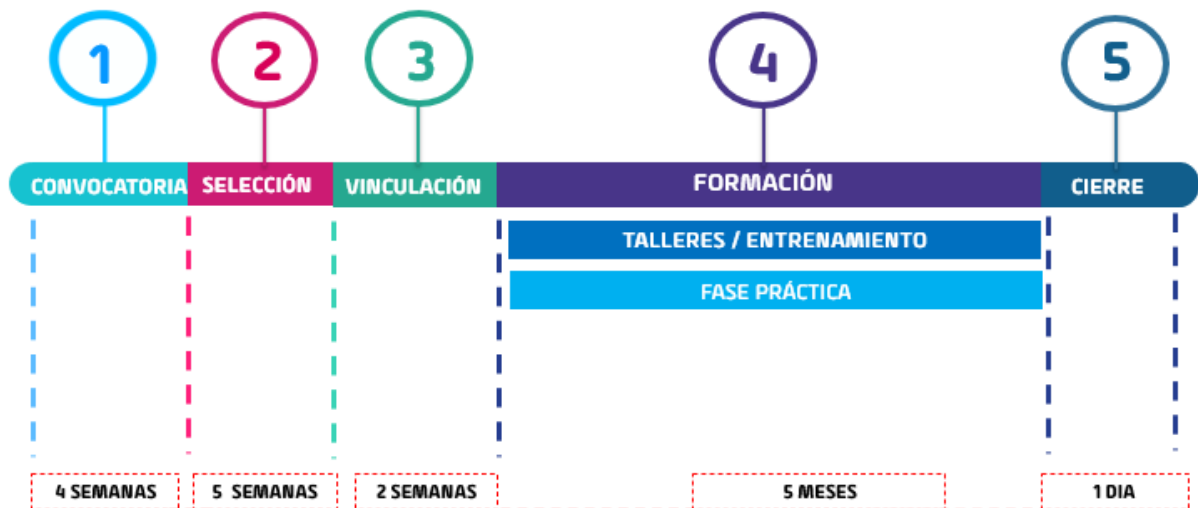 1
2
3
4
5
CONVOCATORIA
SELECCIÓN
VINCULACIÓN
FORMACIÓN
CIERRE
TALLERES / ENTRENAMIENTO
FASE PRÁCTICA
4 SEMANAS
5 SEMANAS
2 SEMANAS
5 MESES
1 DIA